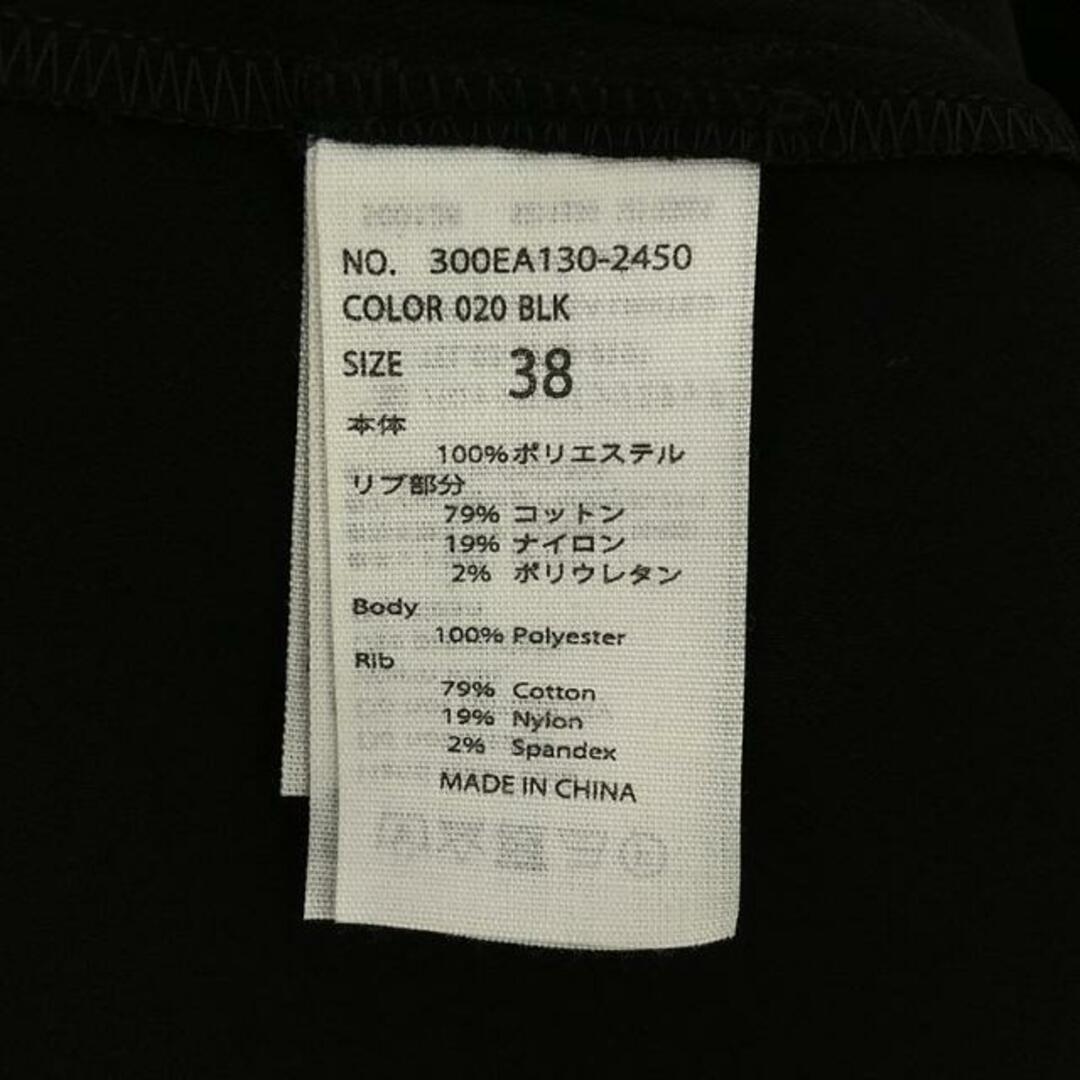 NO. 300EA130-2450
COLOR 020 BLK
SIZE 38
本体
100%ポリエステル
リブ部分
79% コットン
19% ナイロン
2% ポリウレタン
Body
100% Polyester
Rib
79% Cotton
19% Nylon
2% Spandex
MADE IN CHINA